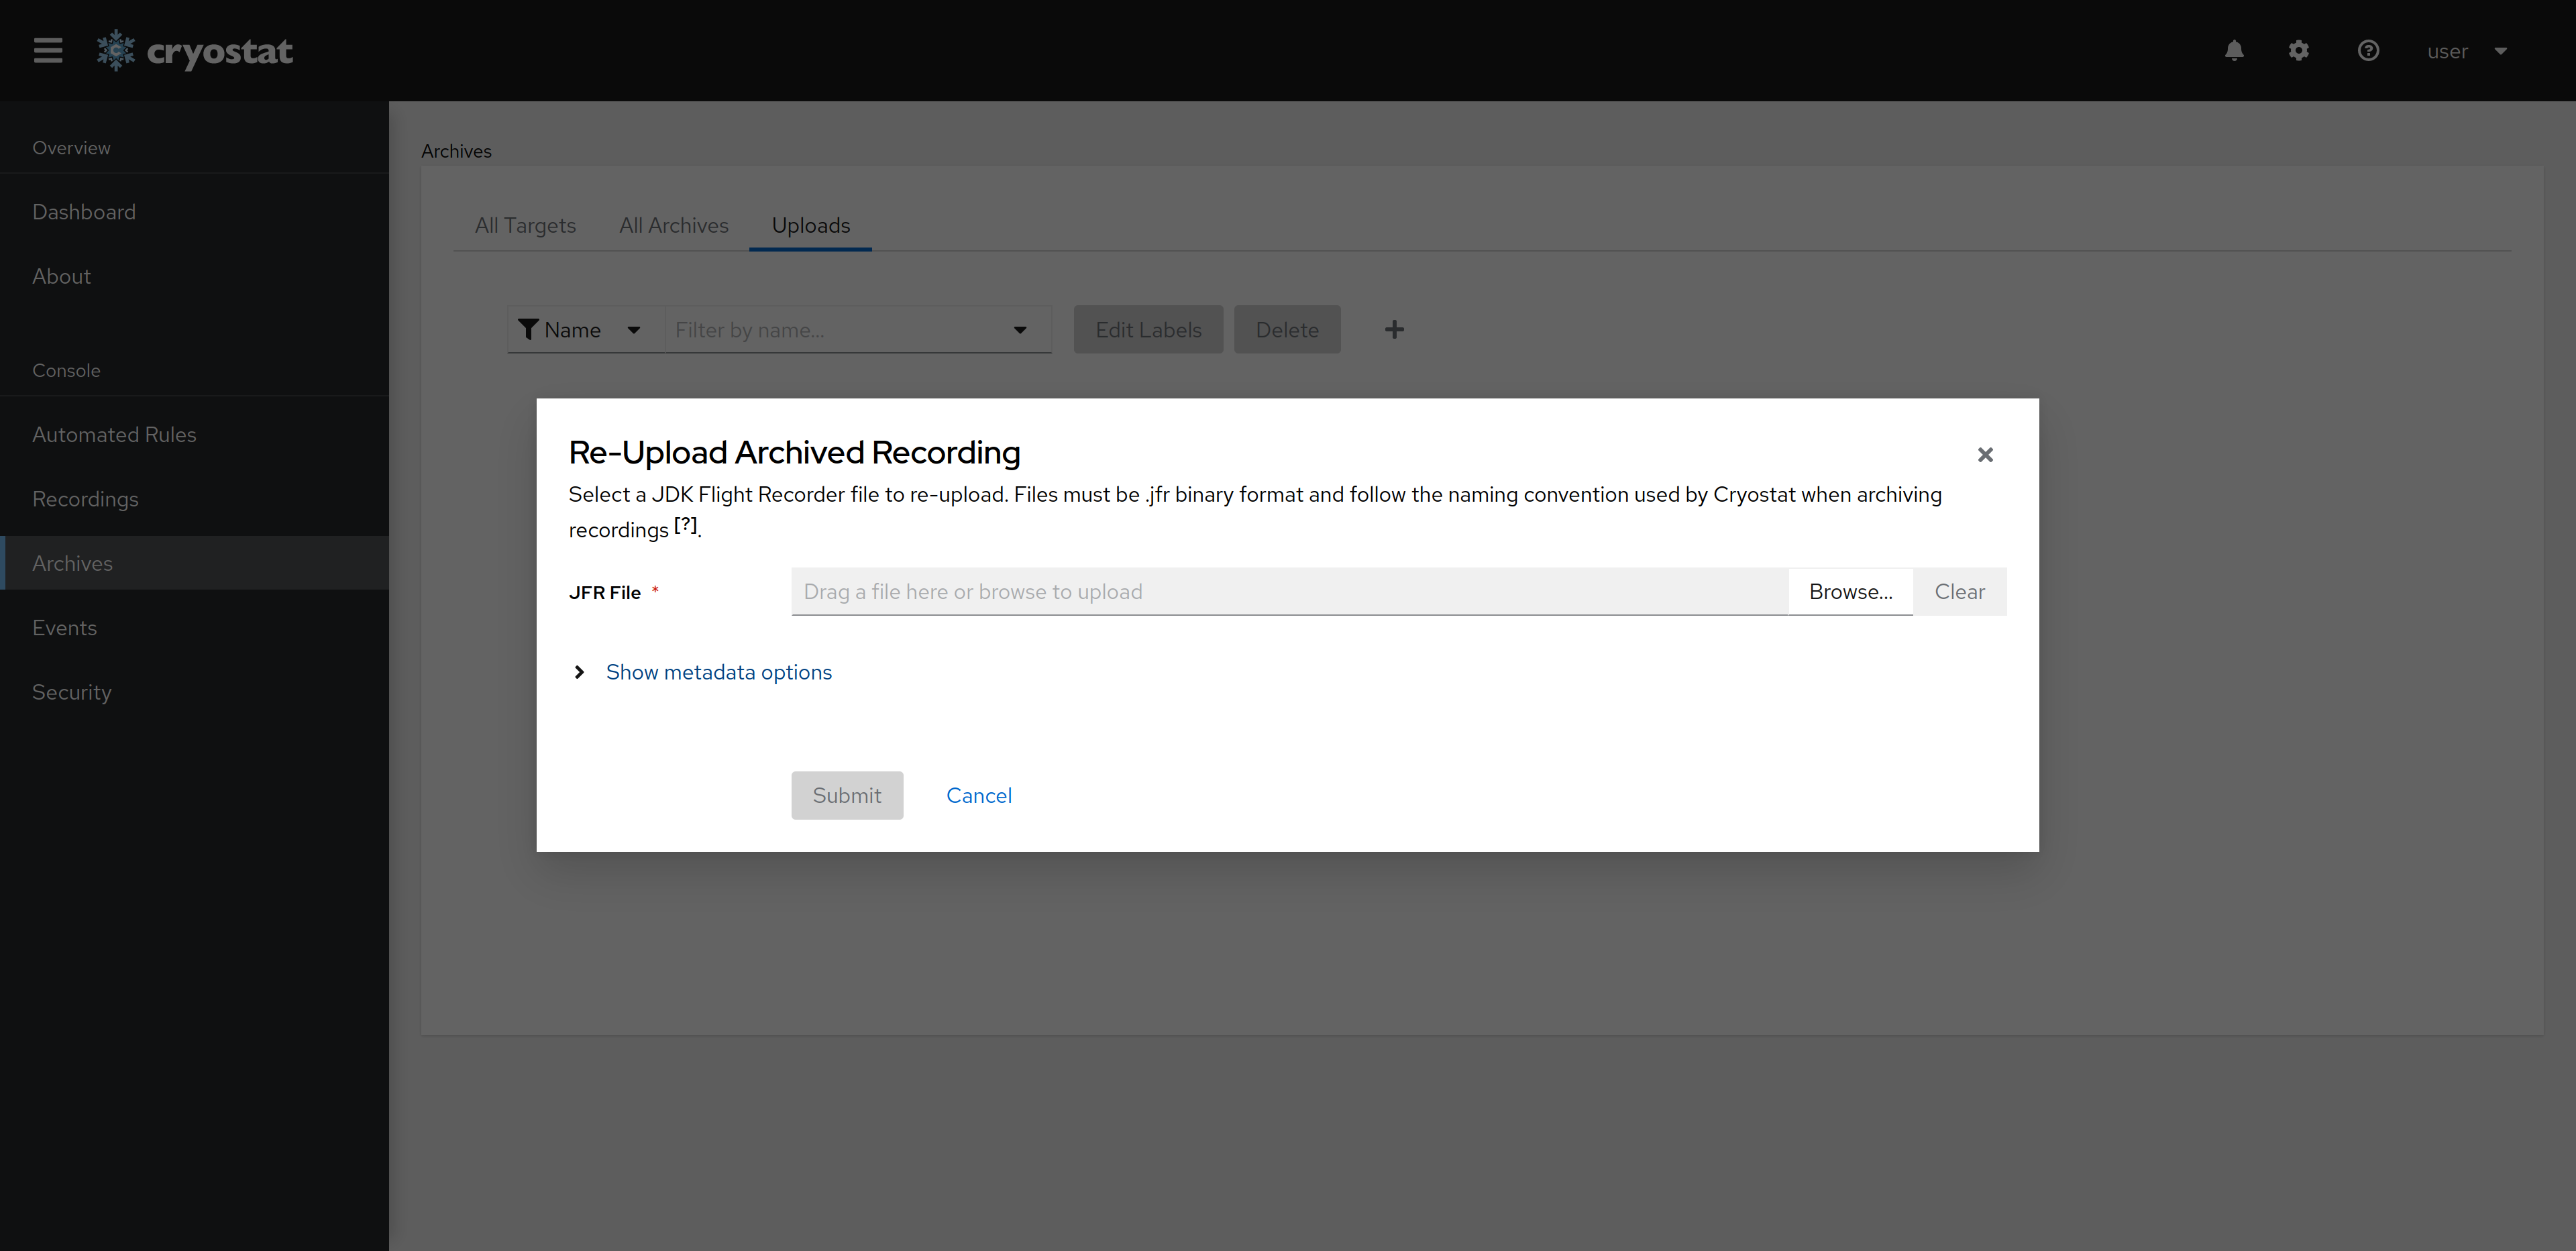 cryostat
user
Overview
Dashboard
About
Console
Automated Rules
Recordings
Archives
Events
Security
Archives
All Targets
All Archives
Uploads
Name
Filter by name...
Edit Labels
Delete
Re-Upload Archived Recording
Select a JDK Flight Recorder file to re-upload. Files must be .jfr binary format and follow the naming convention used by Cryostat when archiving
recordings [?].
JFR File *
Drag a file here or browse to upload
Browse...
Clear
Show metadata options
Submit
Cancel